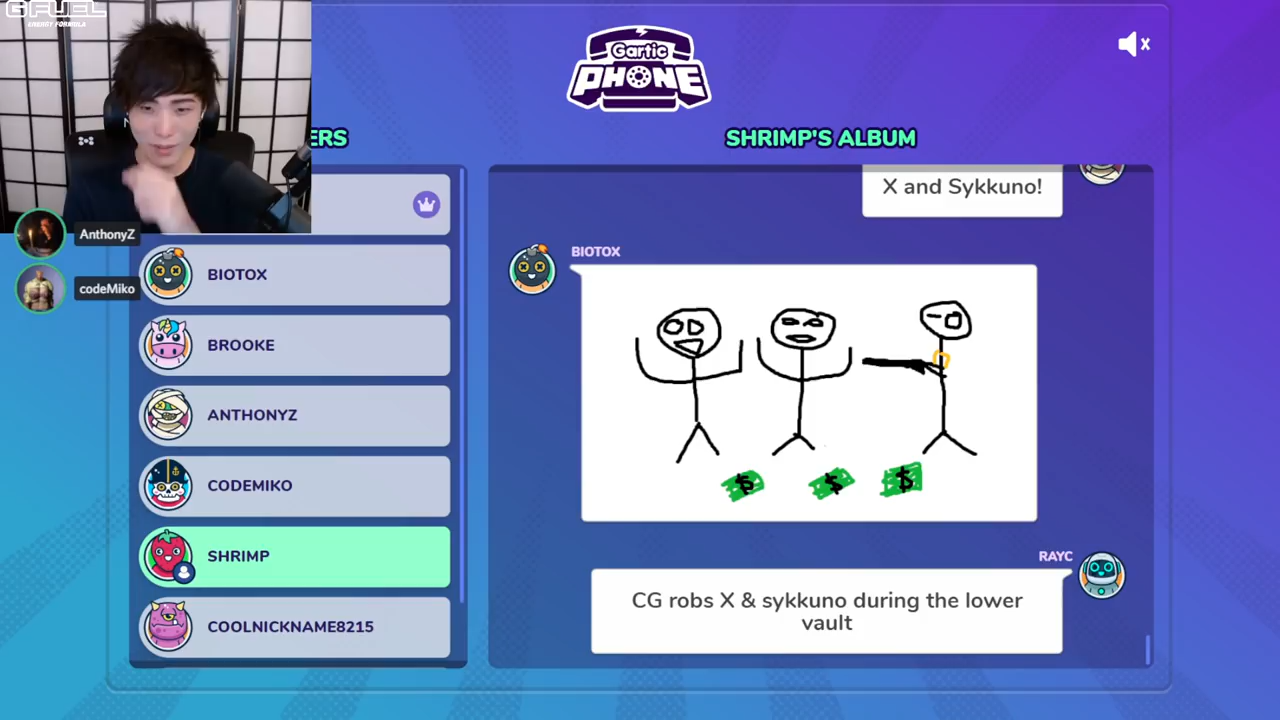 G FUEL
ENERGY FORMULA
Gartic
PHONE
ERS
SHRIMP'S ALBUM
X and Sykkuno!
AnthonyZ
codeMiko
BIOTOX
BROOKE
ANTHONYZ
CODEMIKO
SHRIMP
COOLNICKNAME8215
BIOTOX
$ $ $
RAYC
CG robs X & sykkuno during the lower
vault